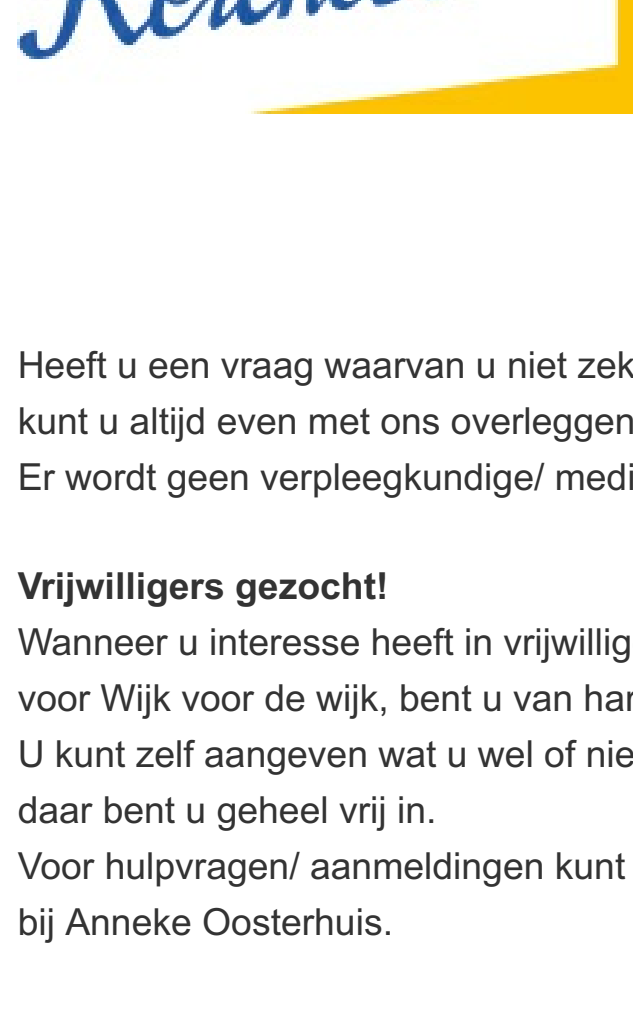 Heeft u een vraag waarvan u niet zek
kunt u altijd even met ons overleggen
Er wordt geen verpleegkundige/ medi
Vrijwilligers gezocht!
Wanneer u interesse heeft in vrijwillig
voor Wijk voor de wijk, bent u van har
U kunt zelf aangeven wat u wel of nie
daar bent u geheel vrij in.
Voor hulpvragen/ aanmeldingen kunt
bij Anneke Oosterhuis.